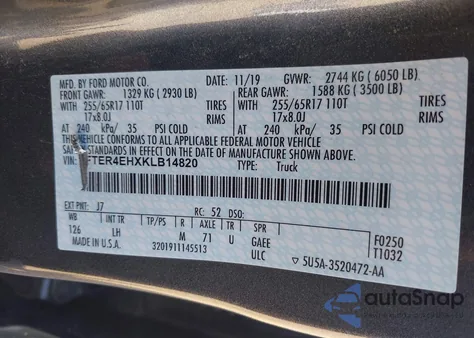 MFD. BY FORD MOTOR CO.
11/19 GVWR: 2744 KG ( 6050 LB)
FRONT GAWR: 1329 KG ( 2930 LB) REAR GAWR: 1588 KG ( 3500 LB)
WITH 255/65R17 110T TIRES WITH 255/65R17 110T TIRES
17x8.0J RIMS 17x8.0J RIMS
AT 240 kPa/ 35 PSI COLD AT 240 kPa/ 35 PSI COLD
THIS VEHICLE CONFORMS TO ALL APPLICABLE FEDERAL MOTOR VEHICLE
SAFETY STANDARDS IN EFFECT ON THE DATE OF MANUFACTURE SHOWN ABOVE.
VIN: FTER4EHXKLB14820
TYPE: Truck
EXT PNT: J7 RC: 52 DSO:
WB INT TR TP/PS R AXLE TR SPR
126 LH M 71 U GAEE F0250
ULC T1032
MADE IN U.S.A. 3201911145513 5U5A-3520472-AA
autoSnap
www.autosnap